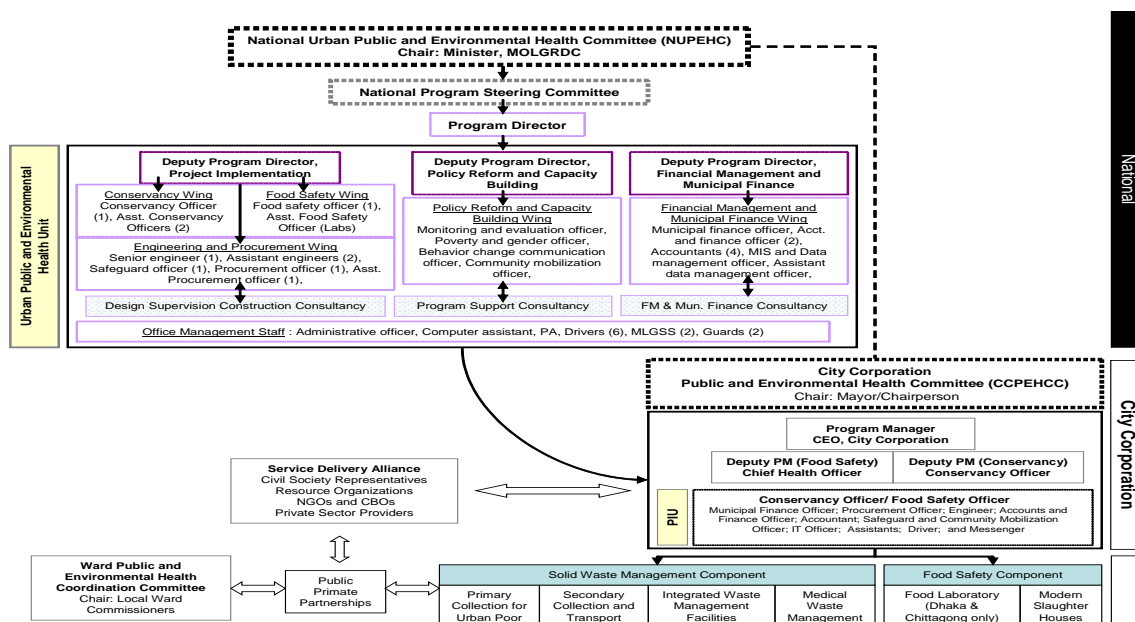 National Urban Public and Environmental Health Committee (NUPEHC)
Chair: Minister, MOLGRDC
National Program Steering Committee
Program Director
National
Urban Public and Environmental
Health Unit
Deputy Program Director,
Project Implementation
Deputy Program Director,
Policy Reform and Capacity
Building
Deputy Program Director,
Financial Management and
Municipal Finance
Conservancy Wing
Conservancy Officer
(1), Asst. Conservancy
Officers (2)
Food Safety Wing
Food safety officer (1),
Asst. Food Safety
Officer (Labs)
Policy Reform and Capacity
Building Wing
Monitoring and evaluation officer,
Poverty and gender officer,
Behavior change communication
officer, Community mobilization
officer,
Financial Management and
Municipal Finance Wing
Municipal finance officer, Acct.
and finance officer (2),
Accountants (4), MIS and Data
management officer, Assistant
data management officer,
Engineering and Procurement Wing
Senior engineer (1), Assistant engineers (2),
Safeguard officer (1), Procurement officer (1), Asst.
Procurement officer (1),
Design Supervision Construction Consultancy
Program Support Consultancy
FM & Mun. Finance Consultancy
Office Management Staff : Administrative officer, Computer assistant, PA, Drivers (6), MLGSS (2), Guards (2)
City Corporation
Public and Environmental Health Committee (CCPEHCC)
Chair: Mayor/Chairperson
City Corporation
Program Manager
CEO, City Corporation
Deputy PM (Food Safety)
Chief Health Officer
Deputy PM (Conservancy)
Conservancy Officer
PIU
Conservancy Officer/ Food Safety Officer
Municipal Finance Officer; Procurement Officer; Engineer; Accounts and
Finance Officer; Accountant; Safeguard and Community Mobilization
Officer; IT Officer; Assistants; Driver; and Messenger
Service Delivery Alliance
Civil Society Representatives
Resource Organizations
NGOs and CBOs
Private Sector Providers
Ward Public and
Environmental Health
Coordination Committee
Chair: Local Ward
Commissioners
Public
Private
Partnerships
Solid Waste Management Component
Primary
Collection for
Urban Poor
Secondary
Collection and
Transport
Integrated Waste
Management
Facilities
Medical
Waste
Management
Food Safety Component
Food Laboratory
(Dhaka &
Chittagong only)
Modern
Slaughter
Houses